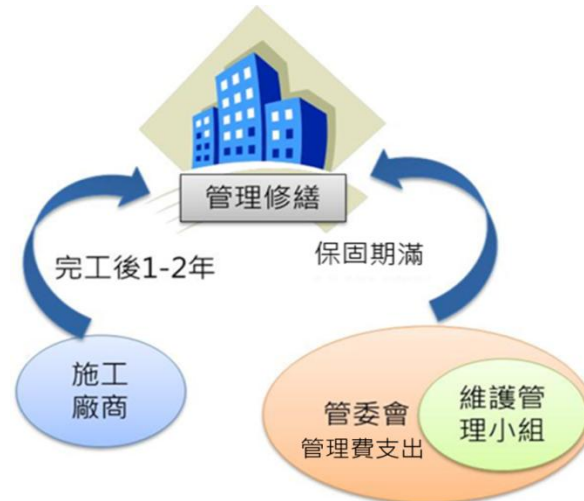 管理修繕
完工後1-2年
保固期滿
施工
廠商
管委會
管理費支出
維護管
理小組